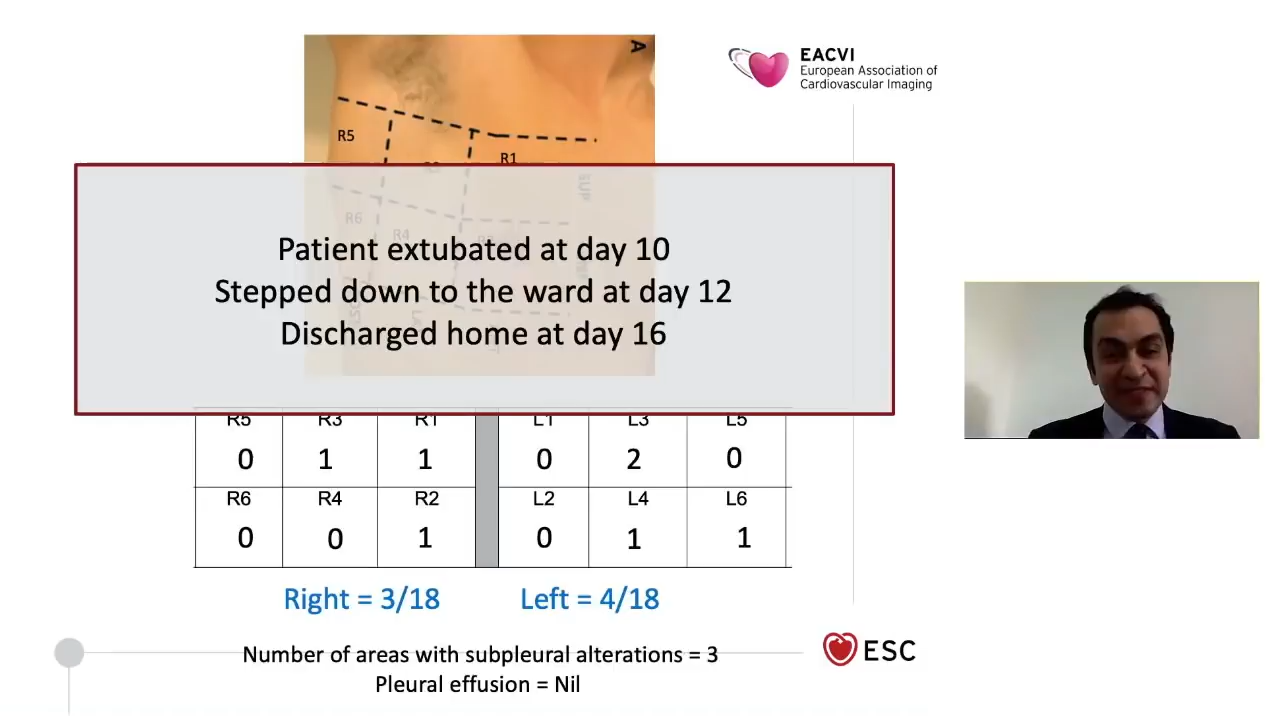 A
EACVI
European Association of
Cardiovascular Imaging
R5
R1
R6
R4
Patient extubated at day 10
Stepped down to the ward at day 12
Discharged home at day 16
R5 R3 R1 L1 L3 L5
0 1 1 0 2 0
R6 R4 R2 L2 L4 L6
0 0 1 0 1 1
Right = 3/18 Left = 4/18
Number of areas with subpleural alterations = 3
Pleural effusion = Nil
ESC